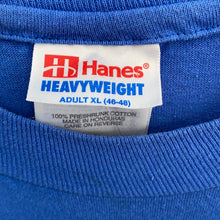 Hanes®
HEAVYWEIGHT
ADULT XL (46-48)
100% PRESHRUNK COTTON
MADE IN HONDURAS
CARE ON REVERSE